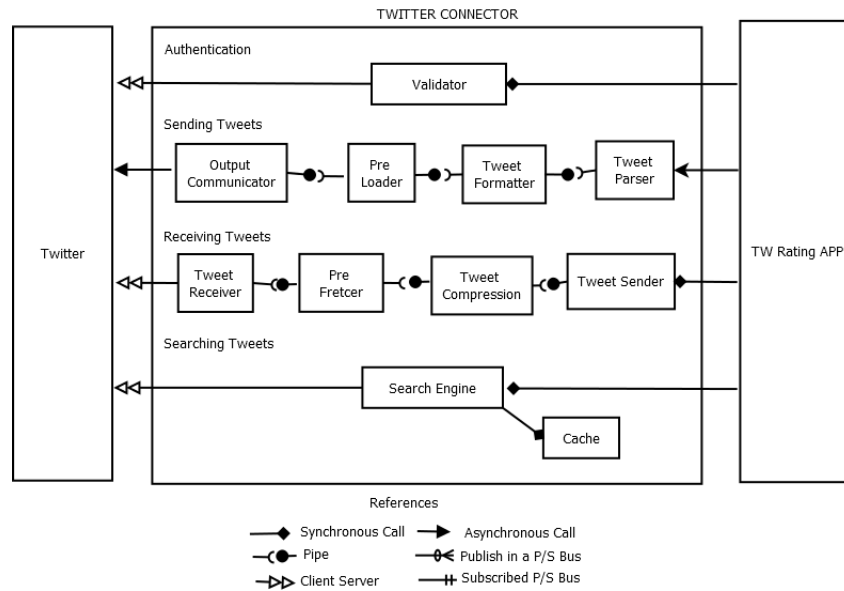 TWITTER CONNECTOR
Authentication
Validator
Sending Tweets
Output
Communicator
Pre
Loader
Tweet
Formatter
Tweet
Parser
Twitter
TW Rating APP
Receiving Tweets
Tweet
Receiver
Pre
Fretcer
Tweet
Compression
Tweet Sender
Searching Tweets
Search Engine
Cache
References
Synchronous Call
Asynchronous Call
Pipe
Publish in a P/S Bus
Client Server
Subscribed P/S Bus